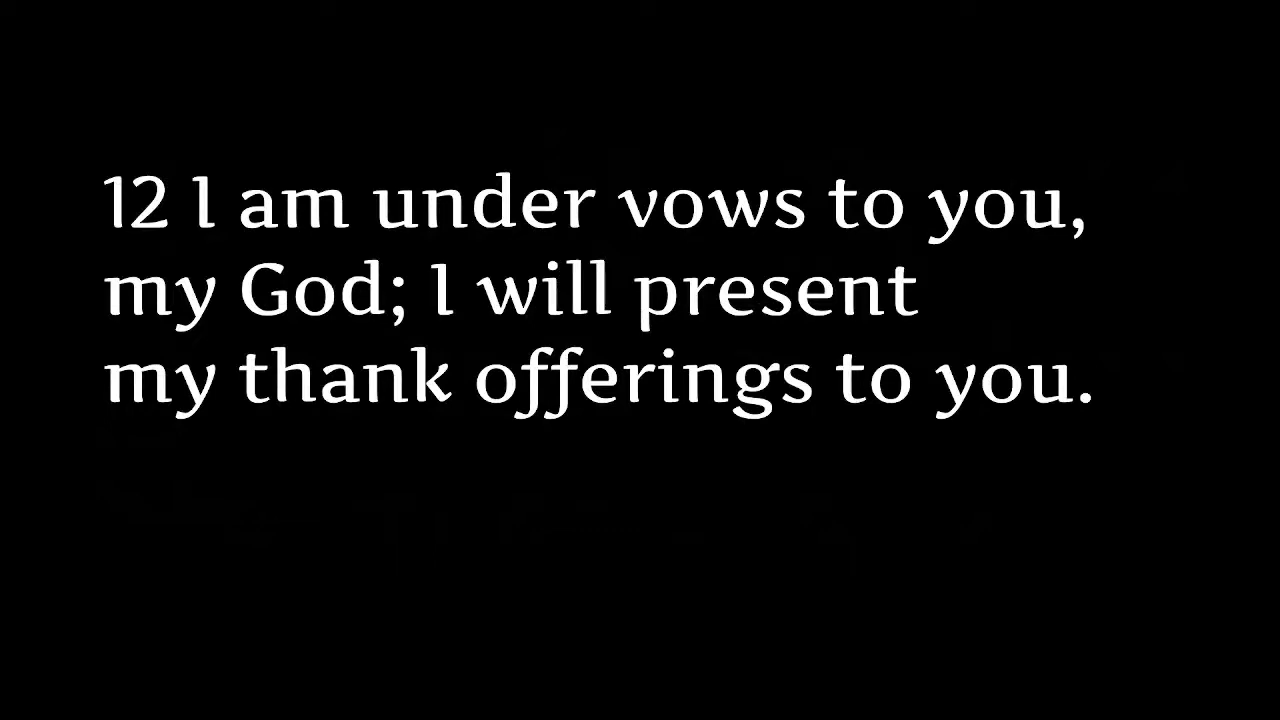 12 I am under vows to you,
my God; I will present
my thank offerings to you.